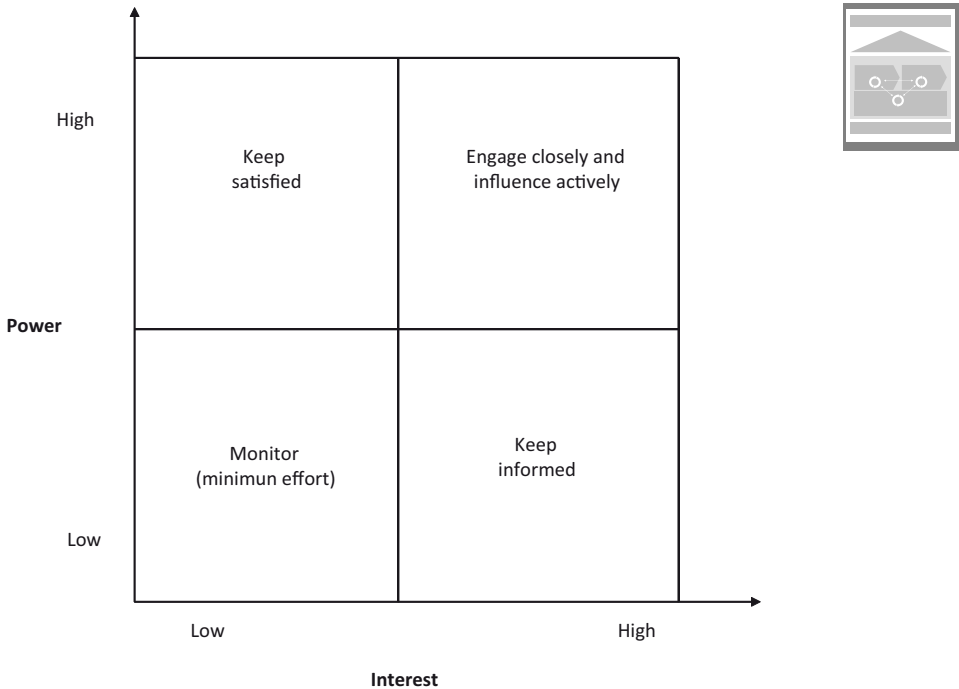 High
Keep
satisfied
Engage closely and
influence actively
Power
Monitor
(minimun effort)
Keep
informed
Low
Low
High
Interest